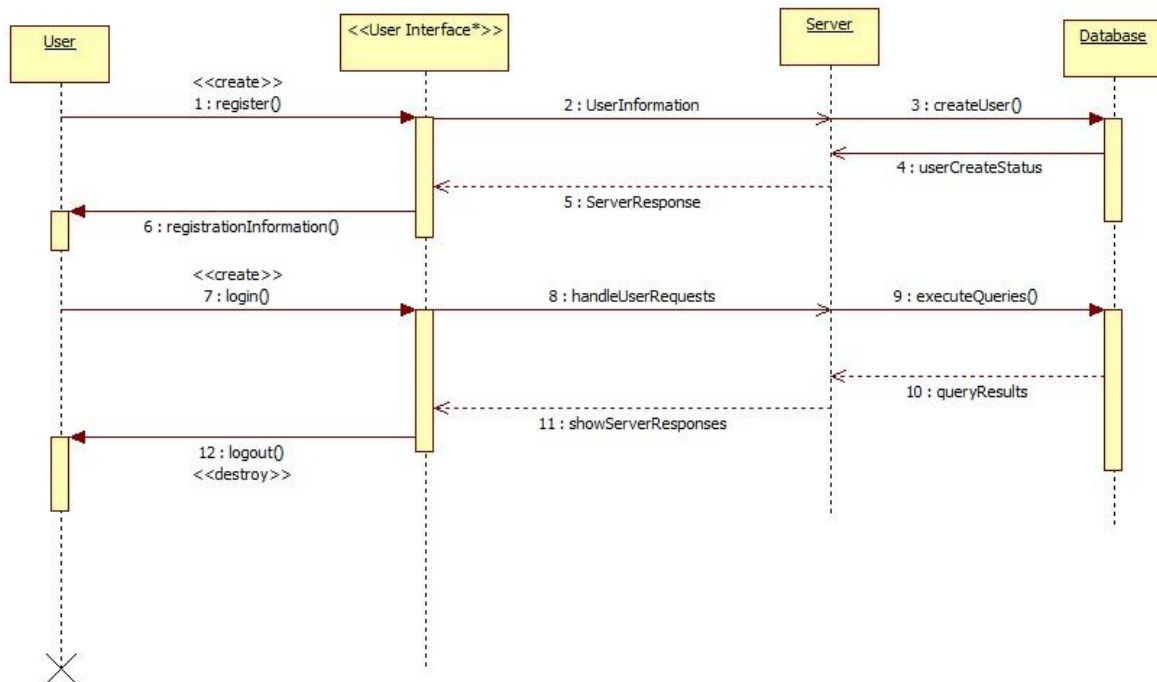 User
<<User Interface*>>
Server
Database
<<create>>
1 : register()
2 : UserInformation
3 : createUser()
4 : userCreateStatus
5 : ServerResponse
6 : registrationInformation()
<<create>>
7 : login()
8 : handleUserRequests
9 : executeQueries()
10 : queryResults
11 : showServerResponses
12 : logout()
<<destroy>>